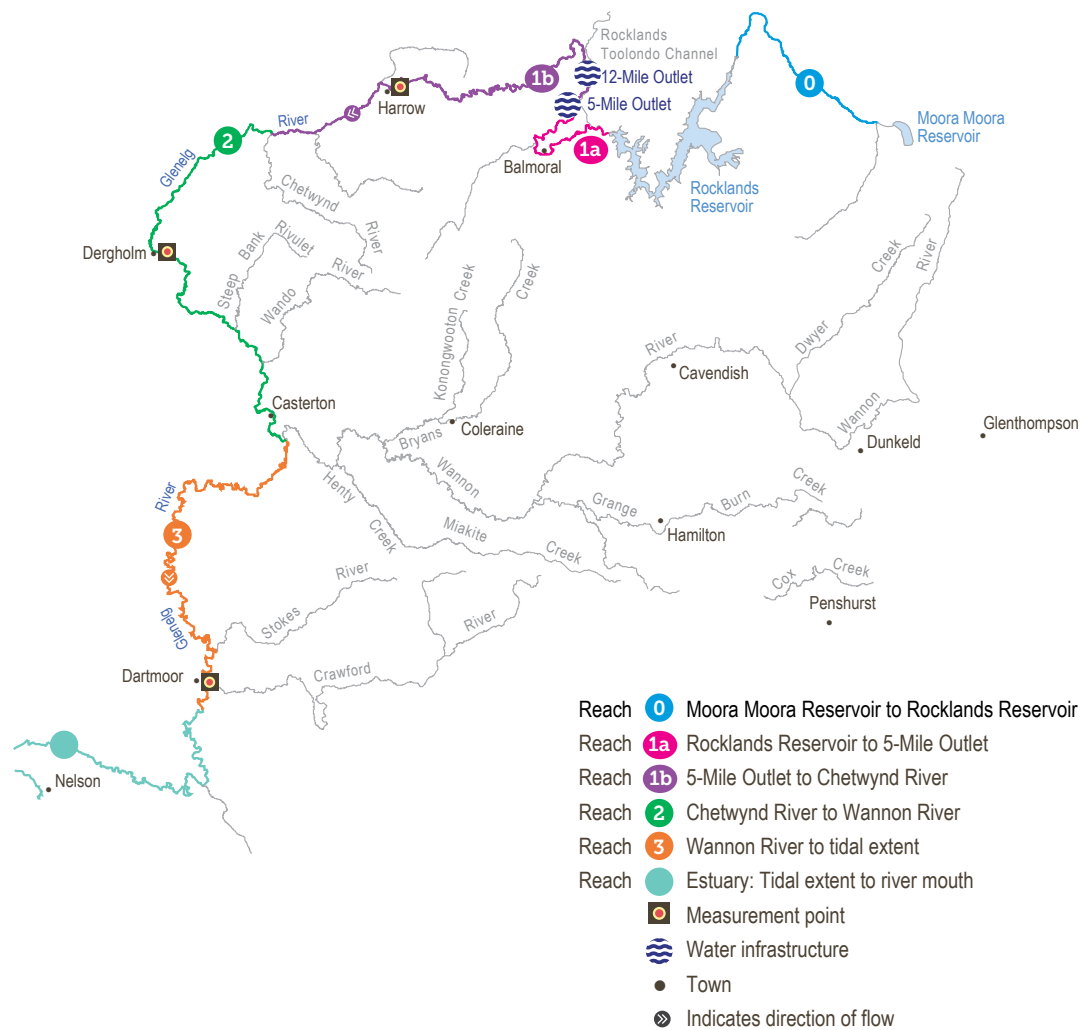 Rocklands
Toolondo Channel
12-Mile Outlet
5-Mile Outlet
1b
0
Harrow
River
Moora Moora
Reservoir
2
1a
Balmoral
Glenelg
Rocklands
Reservoir
Chetwynd
River
Dergholm
Steep Bank Rivulet
Wando River
Konongwooton Creek
Creek
Dwyer Creek
River
Wannon
River
Cavendish
Casterton
Coleraine
Bryans
Wannon
Glenthompson
Dunkeld
Henty
Creek
Miakite
Creek
Grange Burn Creek
Hamilton
River
3
Glenelg
Cox Creek
Penshurst
Stokes River
Dartmoor
Crawford River
Nelson
Reach 0 Moora Moora Reservoir to Rocklands Reservoir
Reach 1a Rocklands Reservoir to 5-Mile Outlet
Reach 1b 5-Mile Outlet to Chetwynd River
Reach 2 Chetwynd River to Wannon River
Reach 3 Wannon River to tidal extent
Reach Estuary: Tidal extent to river mouth
Measurement point
Water infrastructure
Town
Indicates direction of flow